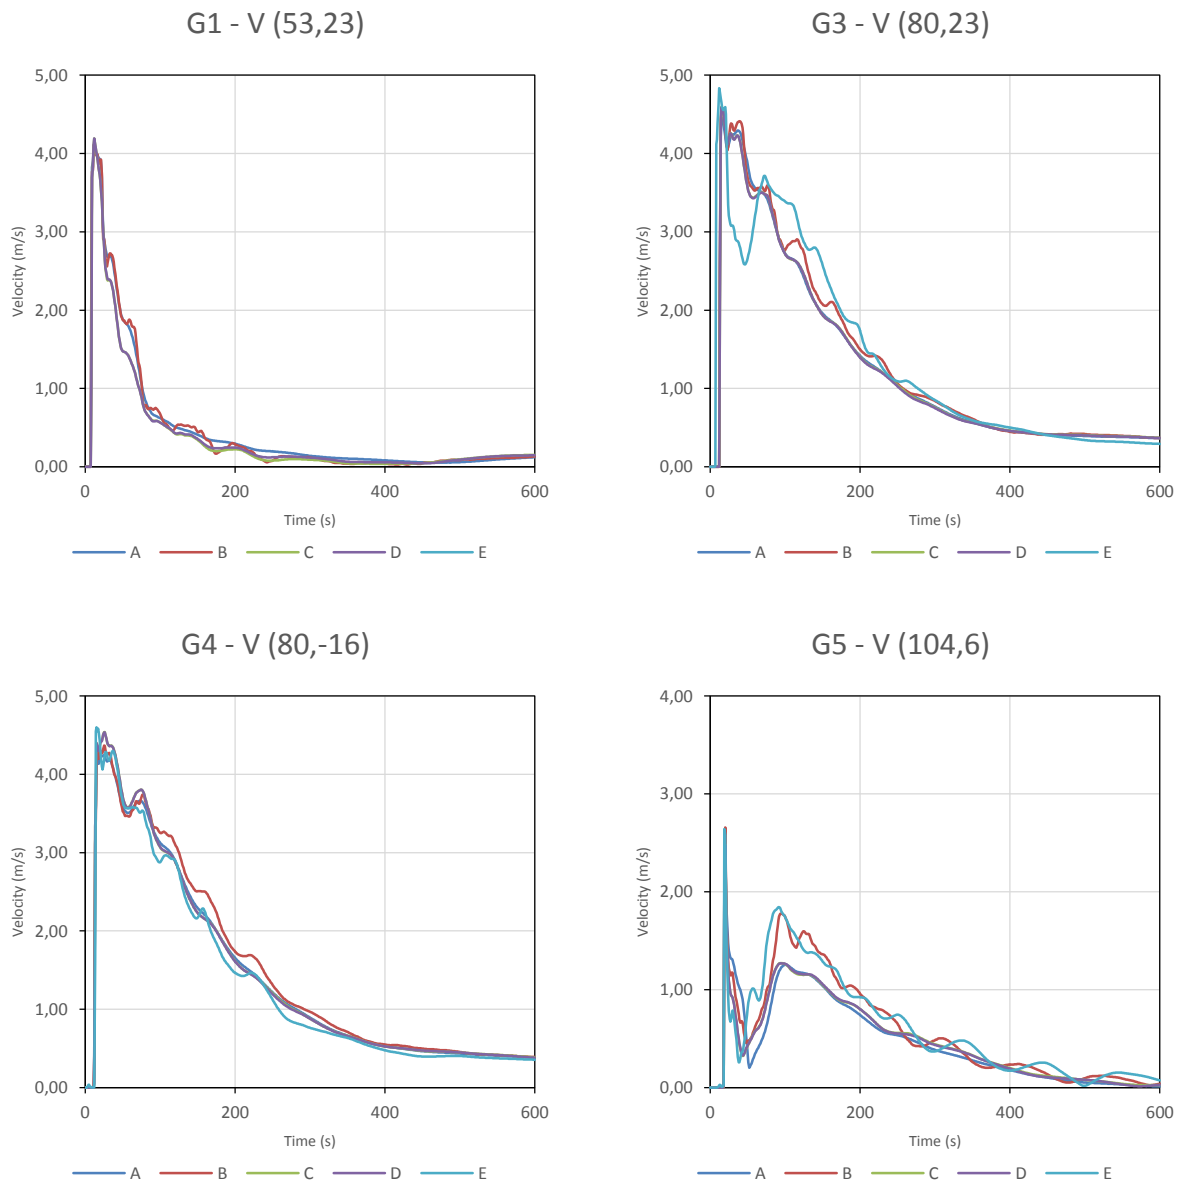 G1 - V (53,23)
5,00
4,00
3,00
2,00
1,00
0,00
Velocity (m/s)
0 200 400 600
Time (s)
A B C D E
G3 - V (80,23)
5,00
4,00
3,00
2,00
1,00
0,00
Velocity (m/s)
0 200 400 600
Time (s)
A B C D E
G4 - V (80,-16)
5,00
4,00
3,00
2,00
1,00
0,00
Velocity (m/s)
0 200 400 600
Time (s)
A B C D E
G5 - V (104,6)
4,00
3,00
2,00
1,00
0,00
Velocity (m/s)
0 200 400 600
Time (s)
A B C D E